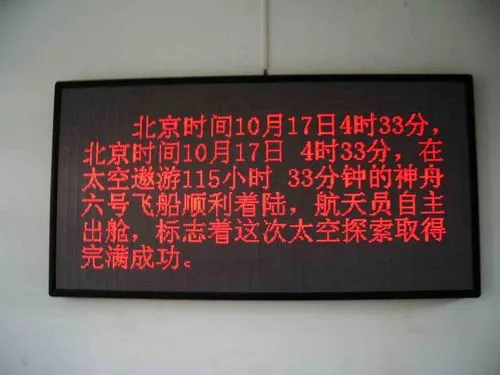 北京时间10月17日4时33分，
北京时间10月17日 4时33分，在
太空遨游115小时 33分钟的神舟
六号飞船顺利着陆，航天员自主
出舱，标志着这次太空探索取得
完满成功。